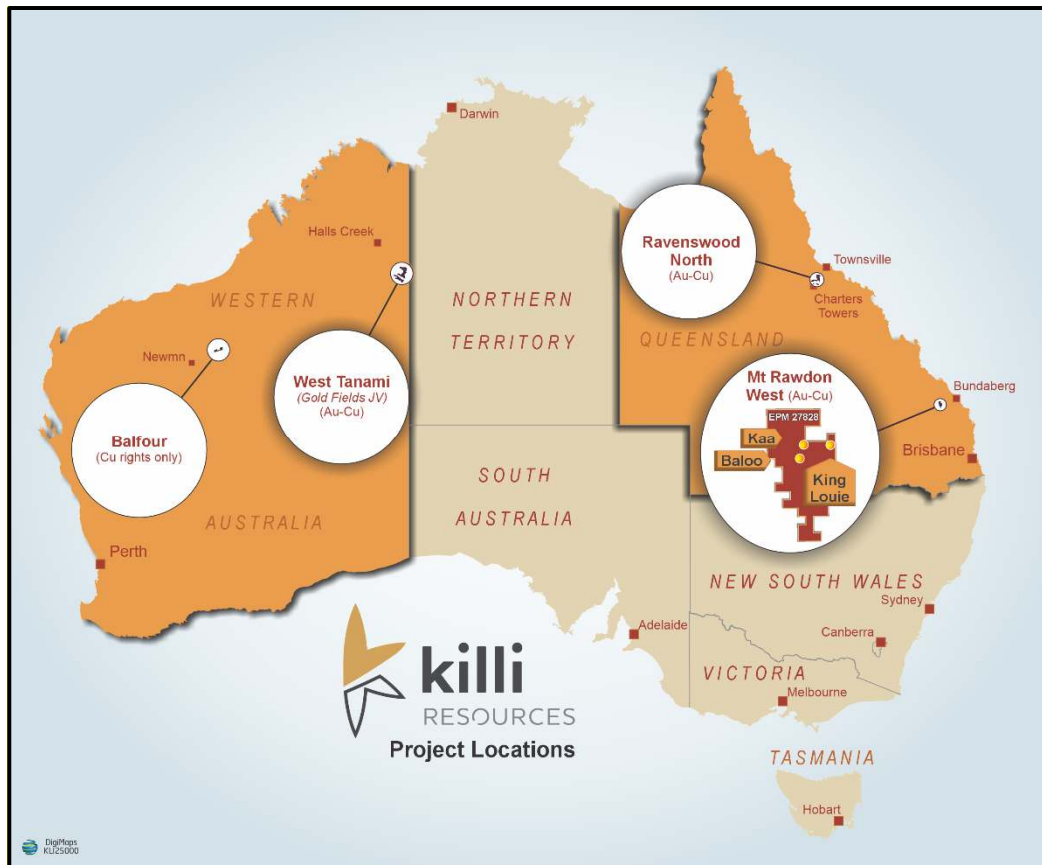 Darwin
Halls Creek
WESTERN
Newmn
Balfour
(Cu rights only)
West Tanami
(Gold Fields JV)
(Au-Cu)
AUSTRALIA
Perth
NORTHERN
TERRITORY
SOUTH
AUSTRALIA
Adelaide
Ravenswood
North
(Au-Cu)
Townsville
Charters
Towers
QUEENSLAND
Mt Rawdon
West (Au-Cu)
EPM 27828
Kaa
Baloo
King
Louie
Bundaberg
Brisbane
NEW SOUTH WALES
Sydney
Canberra
VICTORIA
Melbourne
TASMANIA
Hobart
killi
RESOURCES
Project Locations
DigiMaps
KLI25000